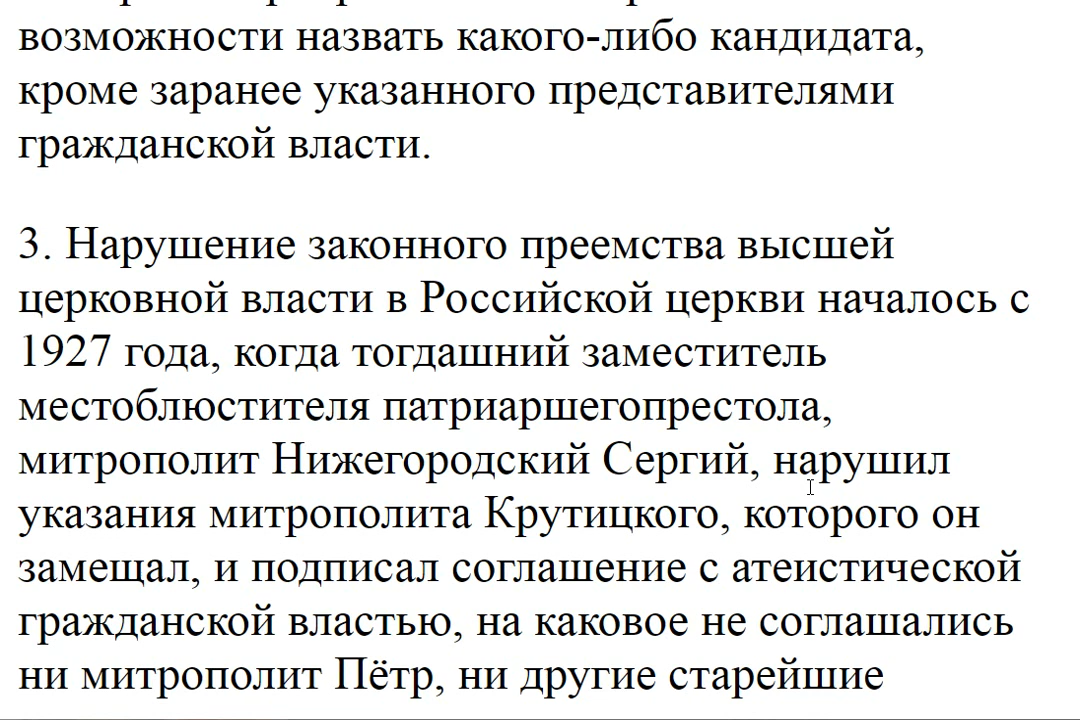 возможности назвать какого-либо кандидата,
кроме заранее указанного представителями
гражданской власти.
3. Нарушение законного преемства высшей
церковной власти в Российской церкви началось с
1927 года, когда тогдашний заместитель
местоблюстителя патриаршегопрестола,
митрополит Нижегородский Сергий, нарушил
указания митрополита Крутицкого, которого он
замещал, и подписал соглашение с атеистической
гражданской властью, на каковое не соглашались
ни митрополит Пётр, ни другие старейшие